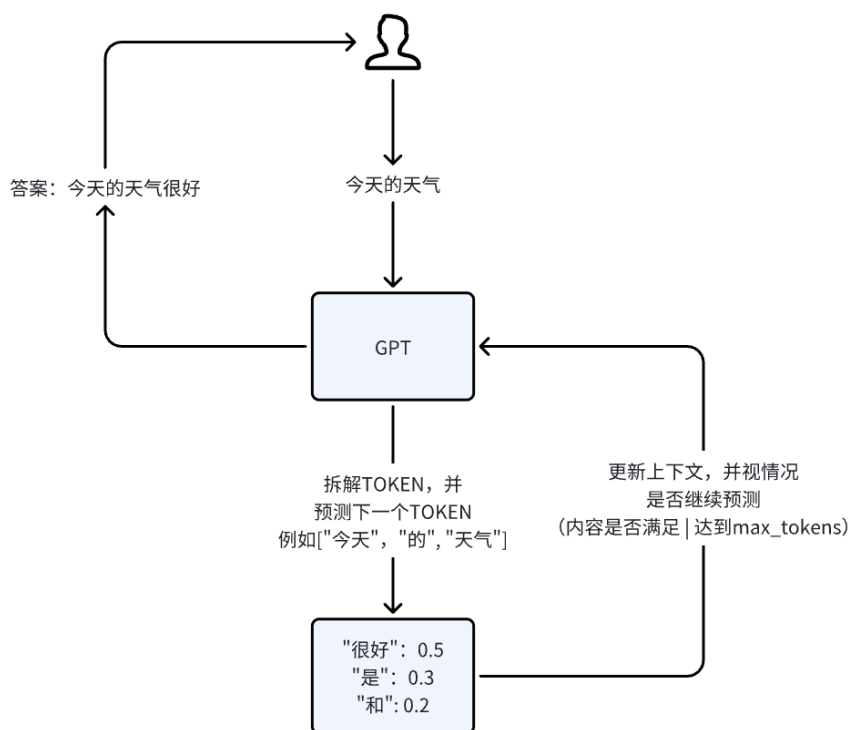 今天的天气
答案：今天的天气很好
GPT
拆解TOKEN，并
预测下一个TOKEN
例如["今天"，"的", "天气"]
更新上下文，并视情况
是否继续预测
（内容是否满足 | 达到max_tokens）
"很好"：0.5
"是"：0.3
"和": 0.2